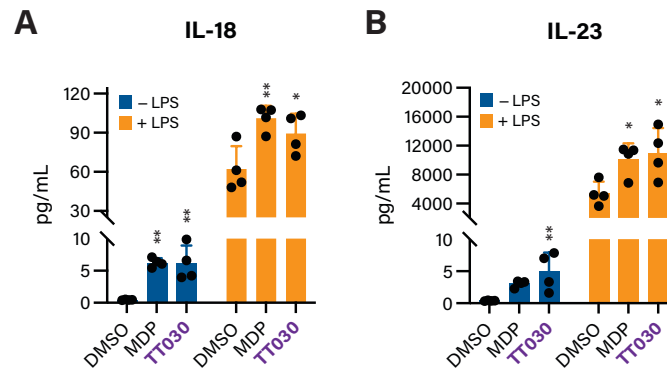 A
IL-18
pg/mL
120
90
60
30
10
5
0
– LPS
+ LPS
**
**
**
*
DMSO
MDP
TT030
DMSO
MDP
TT030
B
IL-23
pg/mL
20000
16000
12000
8000
4000
10
5
0
– LPS
+ LPS
**
*
*
DMSO
MDP
TT030
DMSO
MDP
TT030